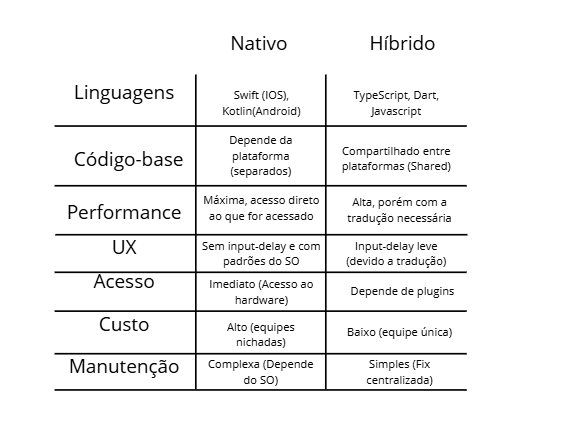 Nativo Híbrido
Linguagens
Swift (IOS),
Kotlin(Android)
TypeScript, Dart,
Javascript
Código-base
Depende da
plataforma
(separados)
Compartilhado entre
plataformas (Shared)
Performance
Máxima, acesso direto
ao que for acessado
Alta, porém com a
tradução necessária
UX
Sem input-delay e com
padrões do SO
Input-delay leve
(devido a tradução)
Acesso
Imediato (Acesso ao
hardware)
Depende de plugins
Custo
Alto (equipes
nichadas)
Baixo (equipe única)
Manutenção
Complexa (Depende
do SO)
Simples (Fix
centralizada)